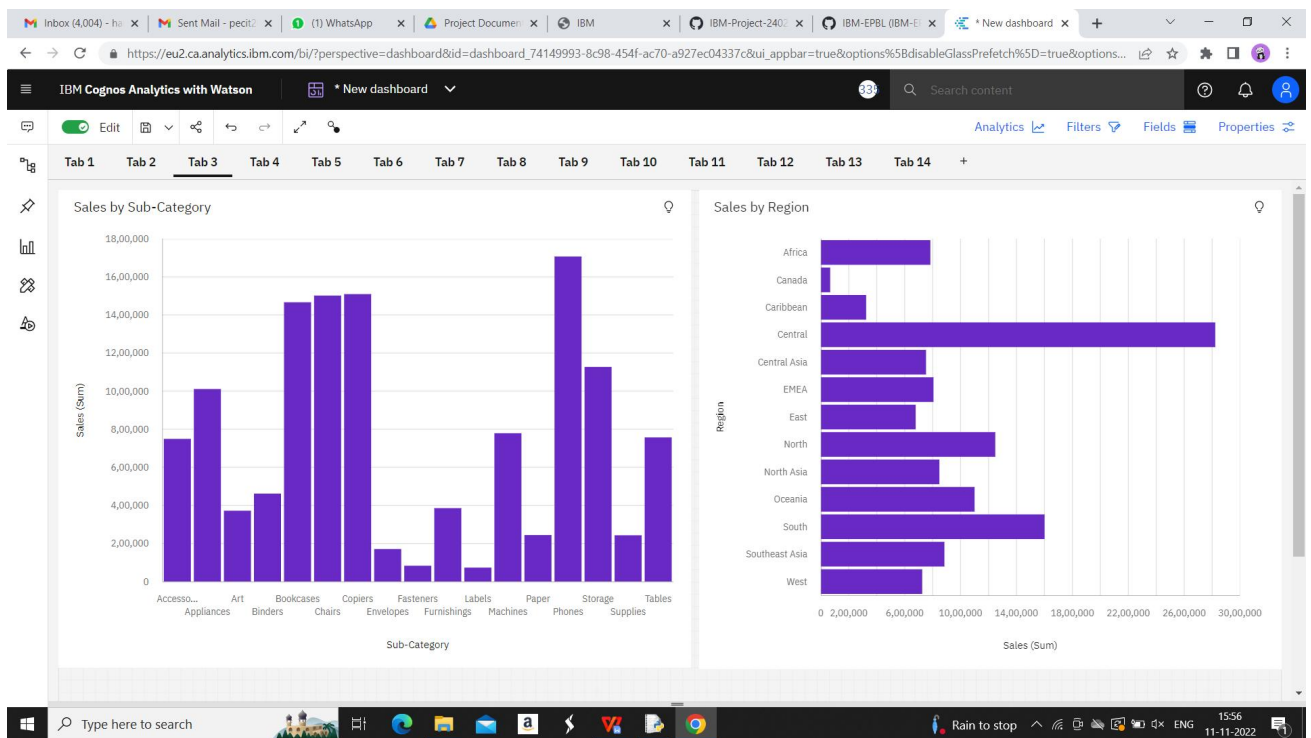 Inbox (4,004) - ha
Sent Mail - pecit2
(1) WhatsApp
Project Documen
IBM
IBM-Project-2402
IBM-EPBL (IBM-E
* New dashboard
https://eu2.ca.analytics.ibm.com/bi/?perspective=dashboard&id=dashboard_74149993-8c98-454f-ac70-a927ec04337c&ui_appbar=true&options%5BdisableGlassPrefetch%5D=true&options...
IBM Cognos Analytics with Watson
* New dashboard
Search content
Edit
Analytics
Filters
Fields
Properties
Tab 1 Tab 2 Tab 3 Tab 4 Tab 5 Tab 6 Tab 7 Tab 8 Tab 9 Tab 10 Tab 11 Tab 12 Tab 13 Tab 14 +
Sales by Sub-Category
18,00,000
16,00,000
14,00,000
12,00,000
10,00,000
8,00,000
6,00,000
4,00,000
2,00,000
0
Sales (Sum)
Accesso... Art Bookcases Copiers Fasteners Labels Paper Storage Tables
Appliances Binders Chairs Envelopes Furnishings Machines Phones Supplies
Sub-Category
Sales by Region
Region
Africa
Canada
Caribbean
Central
Central Asia
EMEA
East
North
North Asia
Oceania
South
Southeast Asia
West
0 2,00,000 6,00,000 10,00,000 14,00,000 18,00,000 22,00,000 26,00,000 30,00,000
Sales (Sum)
Type here to search
Rain to stop
ENG
15:56
11-11-2022